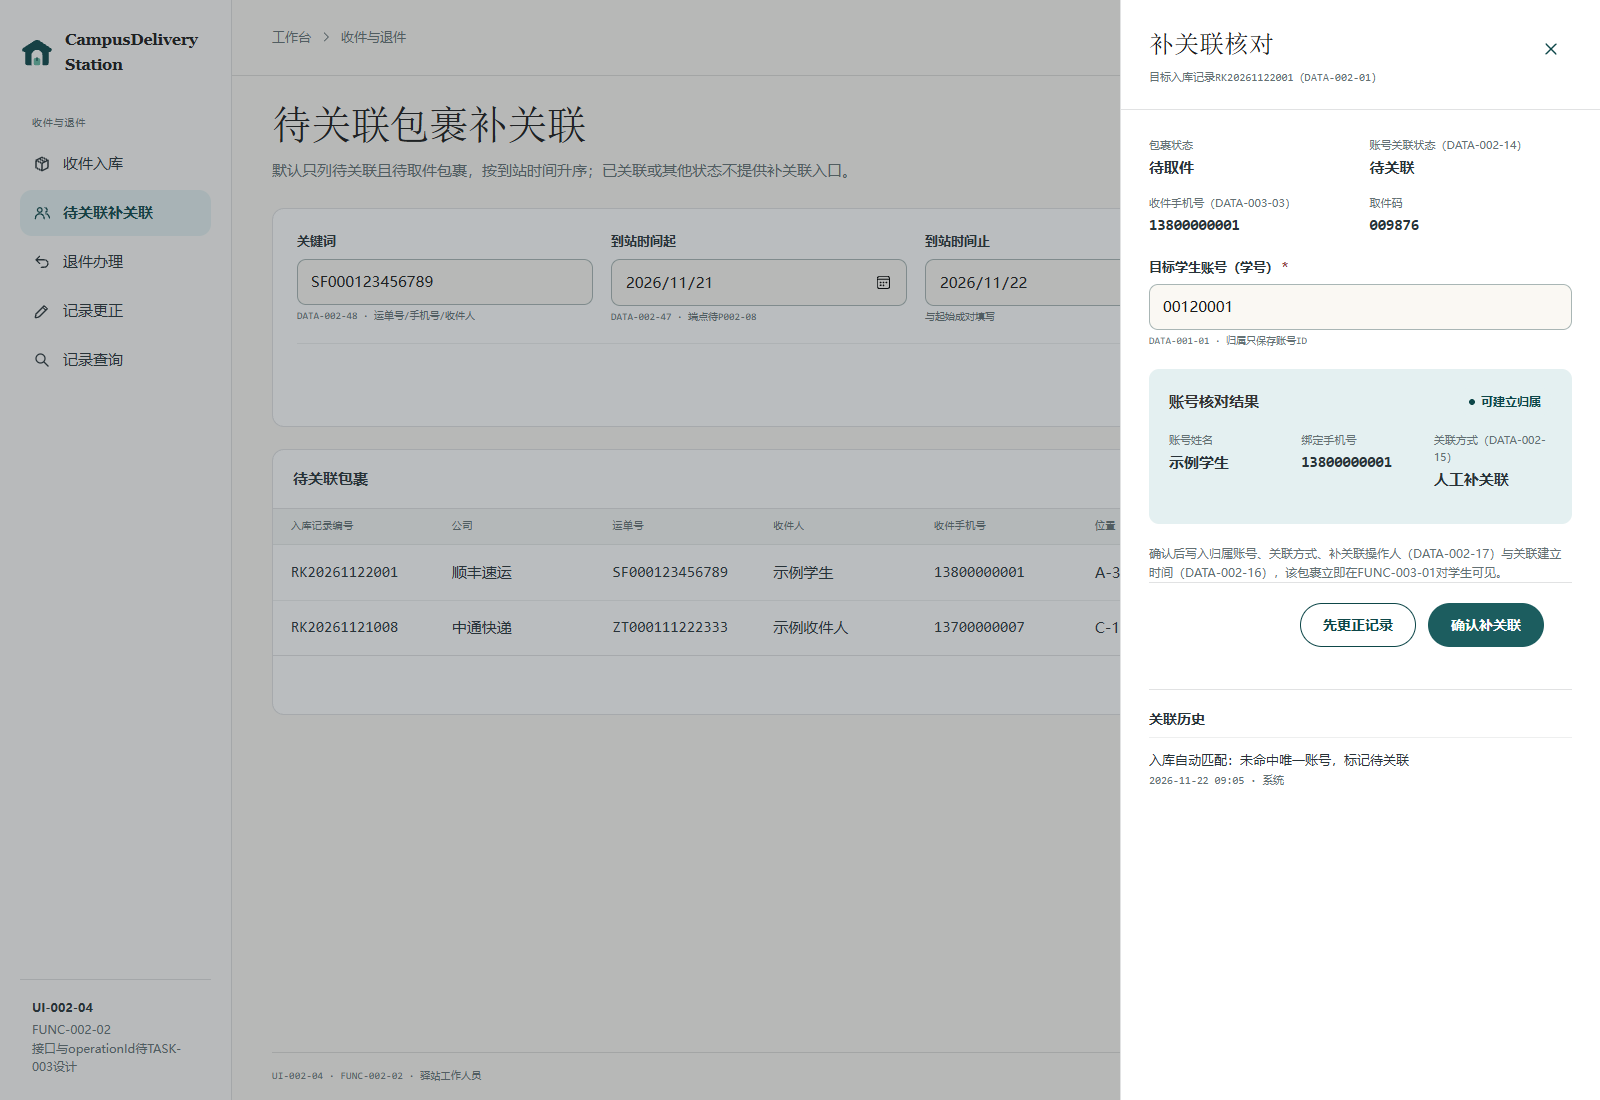 CampusDelivery
Station
收件与退件
收件入库
待关联补关联
退件办理
记录更正
记录查询
UI-002-04
FUNC-002-02
接口与operationId待TASK-
003设计
工作台 > 收件与退件
待关联包裹补关联
默认只列待关联且待取件包裹，按到站时间升序；已关联或其他状态不提供补关联入口。
关键词 到站时间起 到站时间止
SF000123456789 2026/11/21 2026/11/22
DATA-002-48 · 运单号/手机号/收件人 DATA-002-47 · 端点待P002-08 与起始成对填写
待关联包裹
入库记录编号 公司 运单号 收件人 收件手机号 位置
RK20261122001 顺丰速运 SF000123456789 示例学生 13800000001 A-3
RK20261121008 中通快递 ZT000111222333 示例收件人 13700000007 C-1
UI-002-04 · FUNC-002-02 · 驿站工作人员
补关联核对
目标入库记录RK20261122001（DATA-002-01）
包裹状态 账号关联状态（DATA-002-14）
待取件 待关联
收件手机号（DATA-003-03） 取件码
13800000001 009876
目标学生账号（学号） *
00120001
DATA-001-01 · 归属只保存账号ID
账号核对结果 可建立归属
账号姓名 绑定手机号 关联方式（DATA-002-
15）
示例学生 13800000001 人工补关联
确认后写入归属账号、关联方式、补关联操作人（DATA-002-17）与关联建立
时间（DATA-002-16），该包裹立即在FUNC-003-01对学生可见。
先更正记录 确认补关联
关联历史
入库自动匹配：未命中唯一账号，标记待关联
2026-11-22 09:05 · 系统